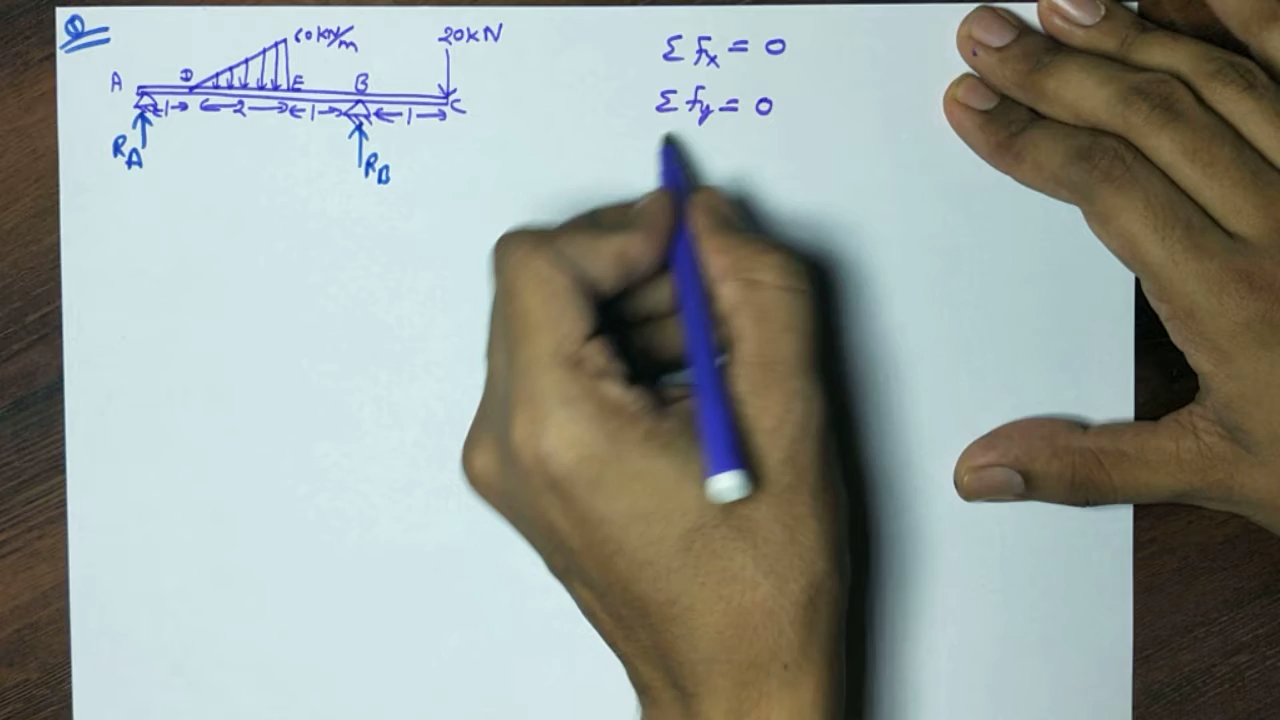 Q
60kN/m
20kN
A D E B C
1 2 1 1
RA
RB
Σfx = 0
Σfy = 0